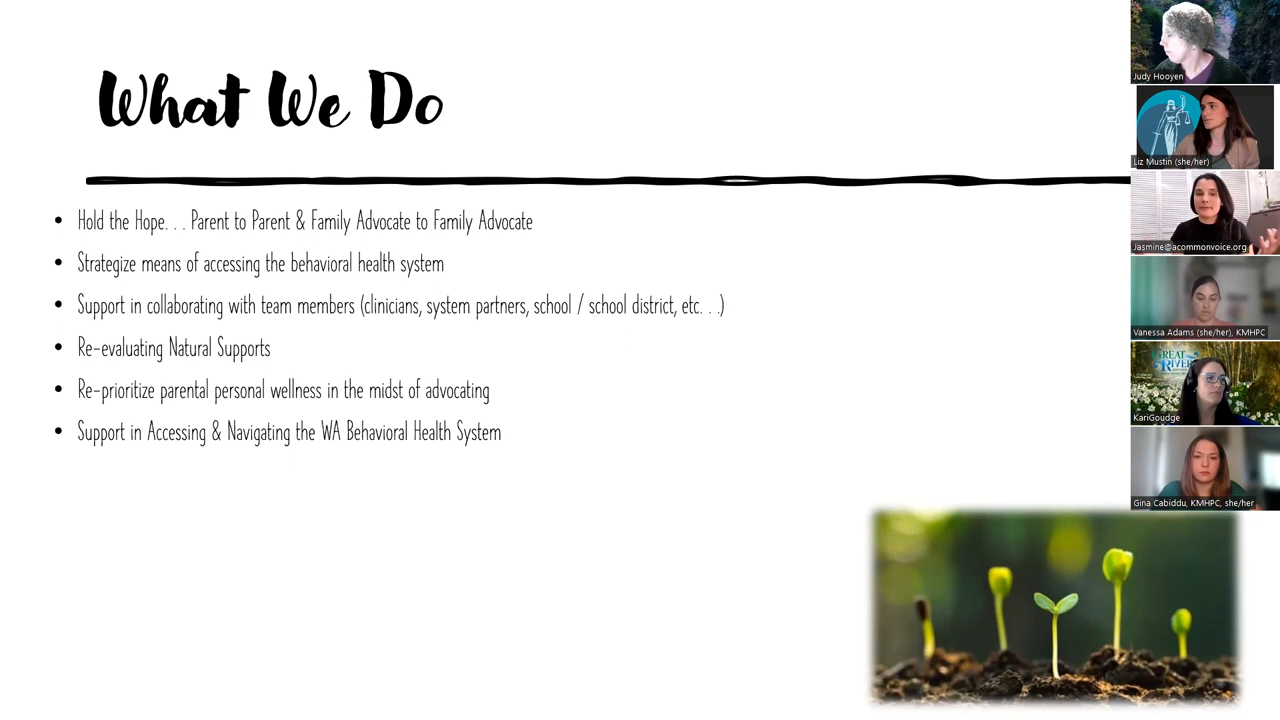 What We Do
• Hold the Hope. . . Parent to Parent & Family Advocate to Family Advocate
• Strategize means of accessing the behavioral health system
• Support in collaborating with team members (clinicians, system partners, school / school district, etc. . .)
• Re-evaluating Natural Supports
• Re-prioritize parental personal wellness in the midst of advocating
• Support in Accessing & Navigating the WA Behavioral Health System
Judy Hooyen
Liz Mustin (she/her)
Jasmine@acommonvoice.org
Vanessa Adams (she/her), KMHPC
GREAT
RIVERS
KariGoudge
Gina Cabiddu, KMHPC, she/her